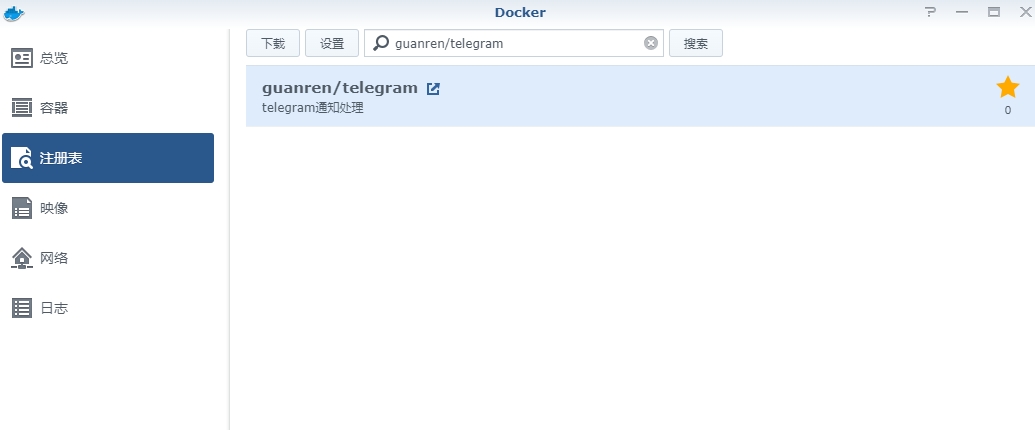 Docker
总览
容器
注册表
映像
网络
日志
下载 设置 guanren/telegram 搜索
guanren/telegram
telegram通知处理
0